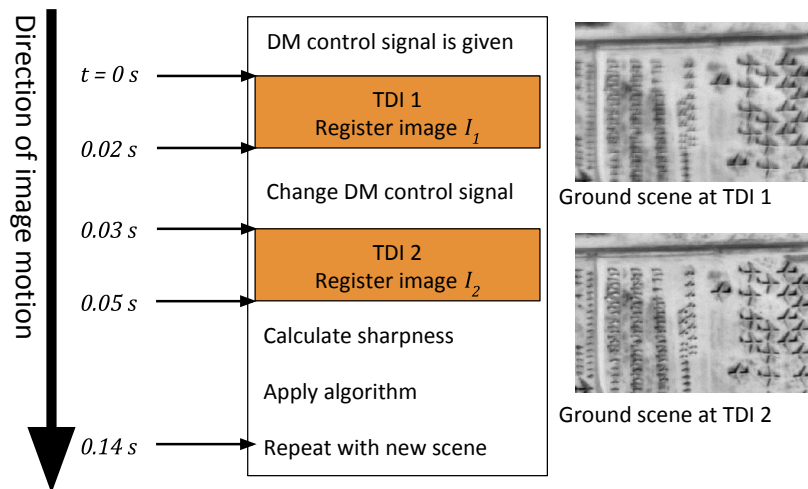 Direction of image motion
DM control signal is given
t = 0 s
TDI 1
Register image I_1
0.02 s
Change DM control signal
0.03 s
TDI 2
Register image I_2
0.05 s
Calculate sharpness
Apply algorithm
0.14 s
Repeat with new scene
Ground scene at TDI 1
Ground scene at TDI 2